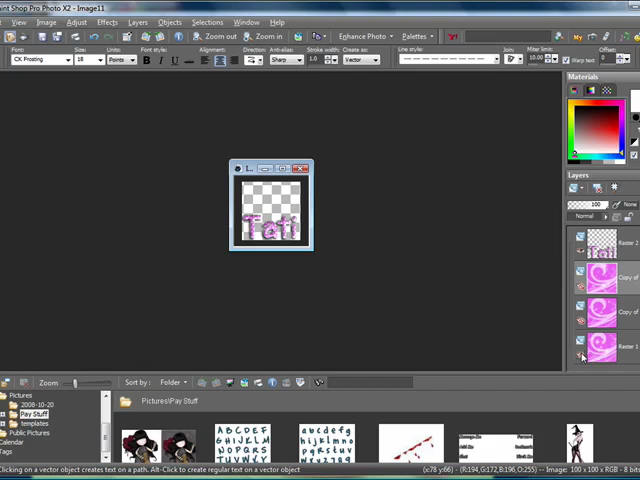 int Shop Pro Photo X2 - Image11
View Image Adjust Effects Layers Objects Selections Window Help
Zoom out Zoom in Enhance Photo Palettes
Font: Size: Units: Font style: Alignment: Anti-alias: Stroke width: Create as: Line style: Join: Miter limit: Offset:
CK Frosting 18 Points B I U A Sharp 1.0 Vector 10.00 Warp text 0
Materials
L...
Tati
Layers
100 None
Normal
Raster 2
Copy of
Copy of
Raster 1
Zoom Sort by: Folder
Pictures
2008-10-20
Pay Stuff
templates
Public Pictures
Calendar
Tags
Pictures\Pay Stuff
A B C D E F
G H I J K L
a b c d e f
g h i j k l m
Clicking on a vector object creates text on a path. Alt-Click to create regular text on a vector object
(x:78 y:66) - (R:194,G:172,B:196,O:255) -- Image: 100 x 100 x RGB - 8 bits